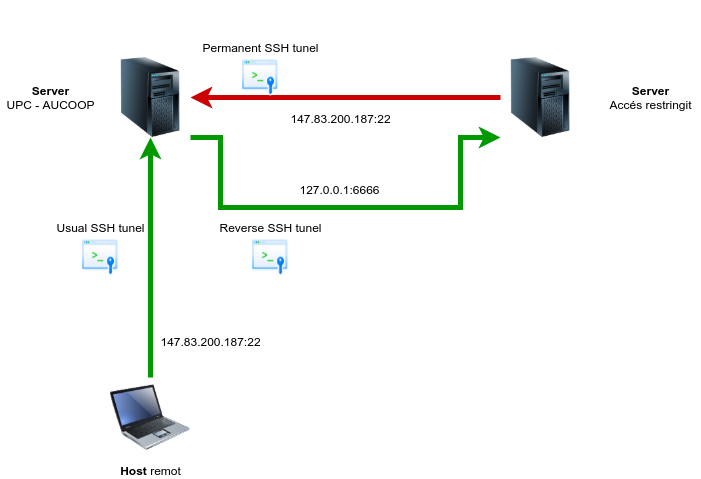 Permanent SSH tunel
Server
UPC - AUCOOP
Server
Accés restringit
147.83.200.187:22
127.0.0.1:6666
Usual SSH tunel
Reverse SSH tunel
147.83.200.187:22
Host remot